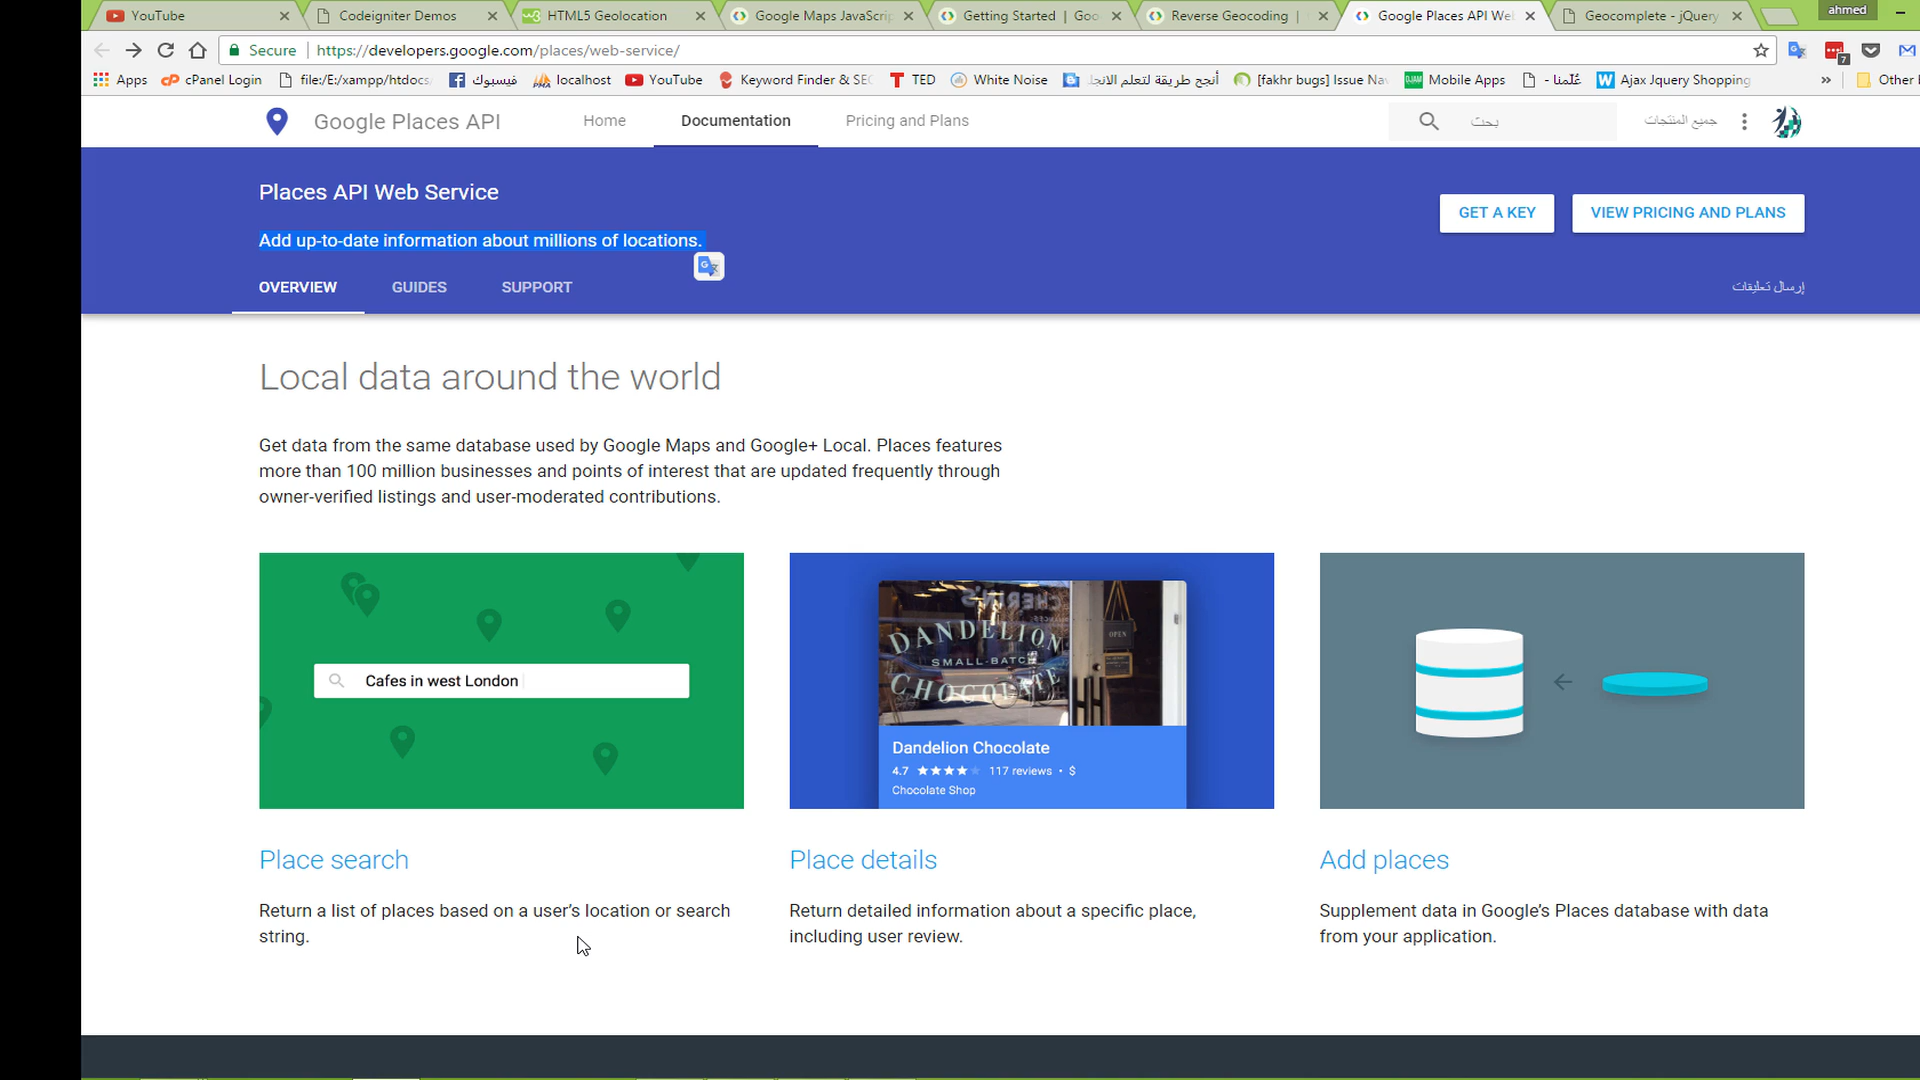 YouTube
Codeigniter Demos
HTML5 Geolocation
Google Maps JavaScrip
Getting Started | Goo
Reverse Geocoding |
Google Places API We
Geocomplete - jQuery
ahmed
Secure | https://developers.google.com/places/web-service/
7
Apps
cPanel Login
file:/E:/xampp/htdocs
فيسبوك
localhost
YouTube
Keyword Finder & SE
TED
White Noise
أنجح طريقة لتعلم الانجل
[fakhr bugs] Issue Na
Mobile Apps
عُلّمنا -
Ajax Jquery Shopping
»
Other
Google Places API
Home
Documentation
Pricing and Plans
بحث
جميع المنتجات
Places API Web Service
GET A KEY
VIEW PRICING AND PLANS
Add up-to-date information about millions of locations.
OVERVIEW
GUIDES
SUPPORT
إرسال تعليقات
Local data around the world
Get data from the same database used by Google Maps and Google+ Local. Places features
more than 100 million businesses and points of interest that are updated frequently through
owner-verified listings and user-moderated contributions.
Cafes in west London
DANDELION
SMALL-BATCH
CHOCOLATE
OPEN
Dandelion Chocolate
4.7 ★★★★★ 117 reviews • $
Chocolate Shop
Place search
Return a list of places based on a user’s location or search
string.
Place details
Return detailed information about a specific place,
including user review.
Add places
Supplement data in Google’s Places database with data
from your application.